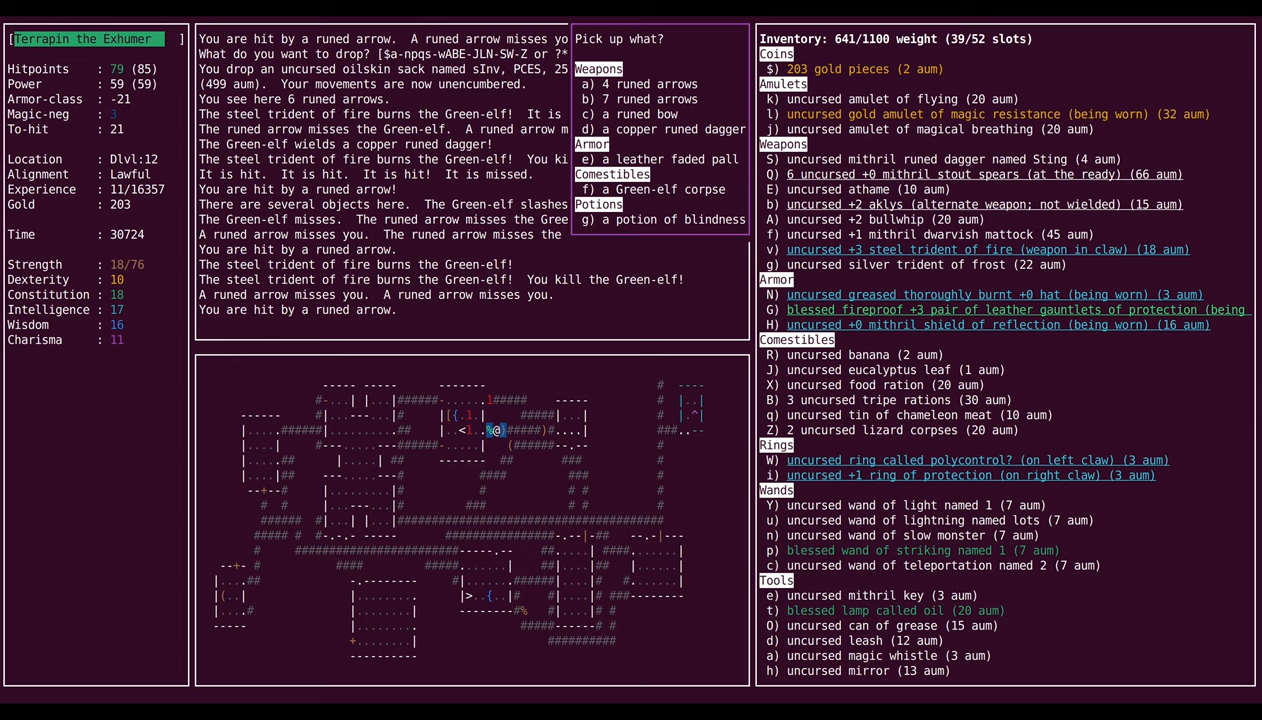 [Terrapin the Exhumer ]
Hitpoints : 79 (85)
Power : 59 (59)
Armor-class : -21
Magic-neg : 3
To-hit : 21
Location : Dlvl:12
Alignment : Lawful
Experience : 11/16357
Gold : 203
Time : 30724
Strength : 18/76
Dexterity : 10
Constitution : 18
Intelligence : 17
Wisdom : 16
Charisma : 11
You are hit by a runed arrow. A runed arrow misses yo
What do you want to drop? [$a-npqs-wABE-JLN-SW-Z or ?*
You drop an uncursed oilskin sack named sInv, PCES, 25
(499 aum). Your movements are now unencumbered.
You see here 6 runed arrows.
The steel trident of fire burns the Green-elf! It is
The runed arrow misses the Green-elf. A runed arrow m
The Green-elf wields a copper runed dagger!
The steel trident of fire burns the Green-elf! You ki
It is hit. It is hit. It is hit! It is missed.
You are hit by a runed arrow!
There are several objects here. The Green-elf slashes
The Green-elf misses. The runed arrow misses the Gree
A runed arrow misses you. The runed arrow misses the
You are hit by a runed arrow.
The steel trident of fire burns the Green-elf!
The steel trident of fire burns the Green-elf! You kill the Green-elf!
A runed arrow misses you. A runed arrow misses you.
You are hit by a runed arrow.
Pick up what?
Weapons
a) 4 runed arrows
b) 7 runed arrows
c) a runed bow
d) a copper runed dagger
Armor
e) a leather faded pall
Comestibles
f) a Green-elf corpse
Potions
g) a potion of blindness
Inventory: 641/1100 weight (39/52 slots)
Coins
$) 203 gold pieces (2 aum)
Amulets
k) uncursed amulet of flying (20 aum)
l) uncursed gold amulet of magic resistance (being worn) (32 aum)
j) uncursed amulet of magical breathing (20 aum)
Weapons
S) uncursed mithril runed dagger named Sting (4 aum)
Q) 6 uncursed +0 mithril stout spears (at the ready) (66 aum)
E) uncursed athame (10 aum)
b) uncursed +2 aklys (alternate weapon; not wielded) (15 aum)
A) uncursed +2 bullwhip (20 aum)
f) uncursed +1 mithril dwarvish mattock (45 aum)
v) uncursed +3 steel trident of fire (weapon in claw) (18 aum)
g) uncursed silver trident of frost (22 aum)
Armor
N) uncursed greased thoroughly burnt +0 hat (being worn) (3 aum)
G) blessed fireproof +3 pair of leather gauntlets of protection (being
H) uncursed +0 mithril shield of reflection (being worn) (16 aum)
Comestibles
R) uncursed banana (2 aum)
J) uncursed eucalyptus leaf (1 aum)
X) uncursed food ration (20 aum)
B) 3 uncursed tripe rations (30 aum)
q) uncursed tin of chameleon meat (10 aum)
Z) 2 uncursed lizard corpses (20 aum)
Rings
W) uncursed ring called polycontrol? (on left claw) (3 aum)
i) uncursed +1 ring of protection (on right claw) (3 aum)
Wands
Y) uncursed wand of light named 1 (7 aum)
u) uncursed wand of lightning named lots (7 aum)
n) uncursed wand of slow monster (7 aum)
p) blessed wand of striking named 1 (7 aum)
c) uncursed wand of teleportation named 2 (7 aum)
Tools
e) uncursed mithril key (3 aum)
t) blessed lamp called oil (20 aum)
O) uncursed can of grease (15 aum)
d) uncursed leash (12 aum)
a) uncursed magic whistle (3 aum)
h) uncursed mirror (13 aum)